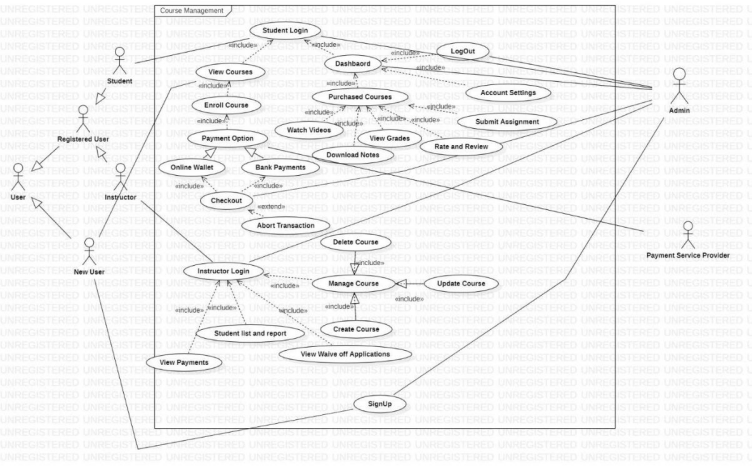 Course Management
Student Login
«include»
«include»
LogOut
«include»
Dashbaord
«include»
Student
View Courses
«include»
«include»
Account Settings
Admin
Enroll Course
Purchased Courses
«include»
Submit Assignment
«include»
«include»
«include»
«include»
Watch Videos
View Grades
Registered User
Payment Option
Rate and Review
Download Notes
Online Wallet
Bank Payments
User
Instructor
«include»
«include»
Checkout
«extend»
Abort Transaction
Delete Course
Payment Service Provider
New User
Instructor Login
«include»
«include»
Manage Course
Update Course
«include»
«include»
«include»
«include»
«include»
Create Course
Student list and report
View Payments
View Waive off Applications
SignUp
UNREGISTERED UNREGISTERED UNREGISTERED